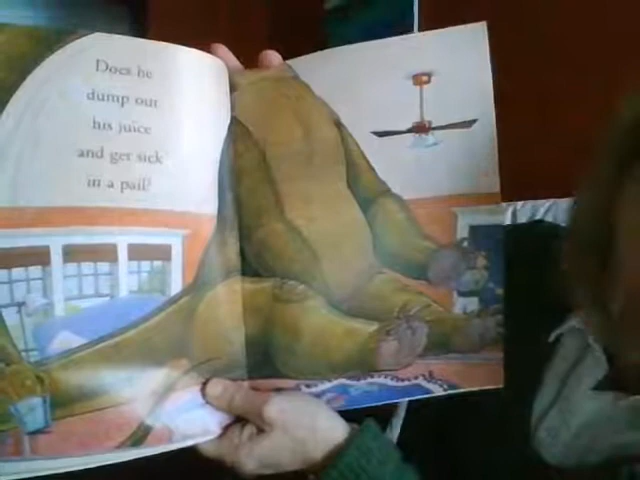 Does he
dump out
his juice
and get sick
in a pail?